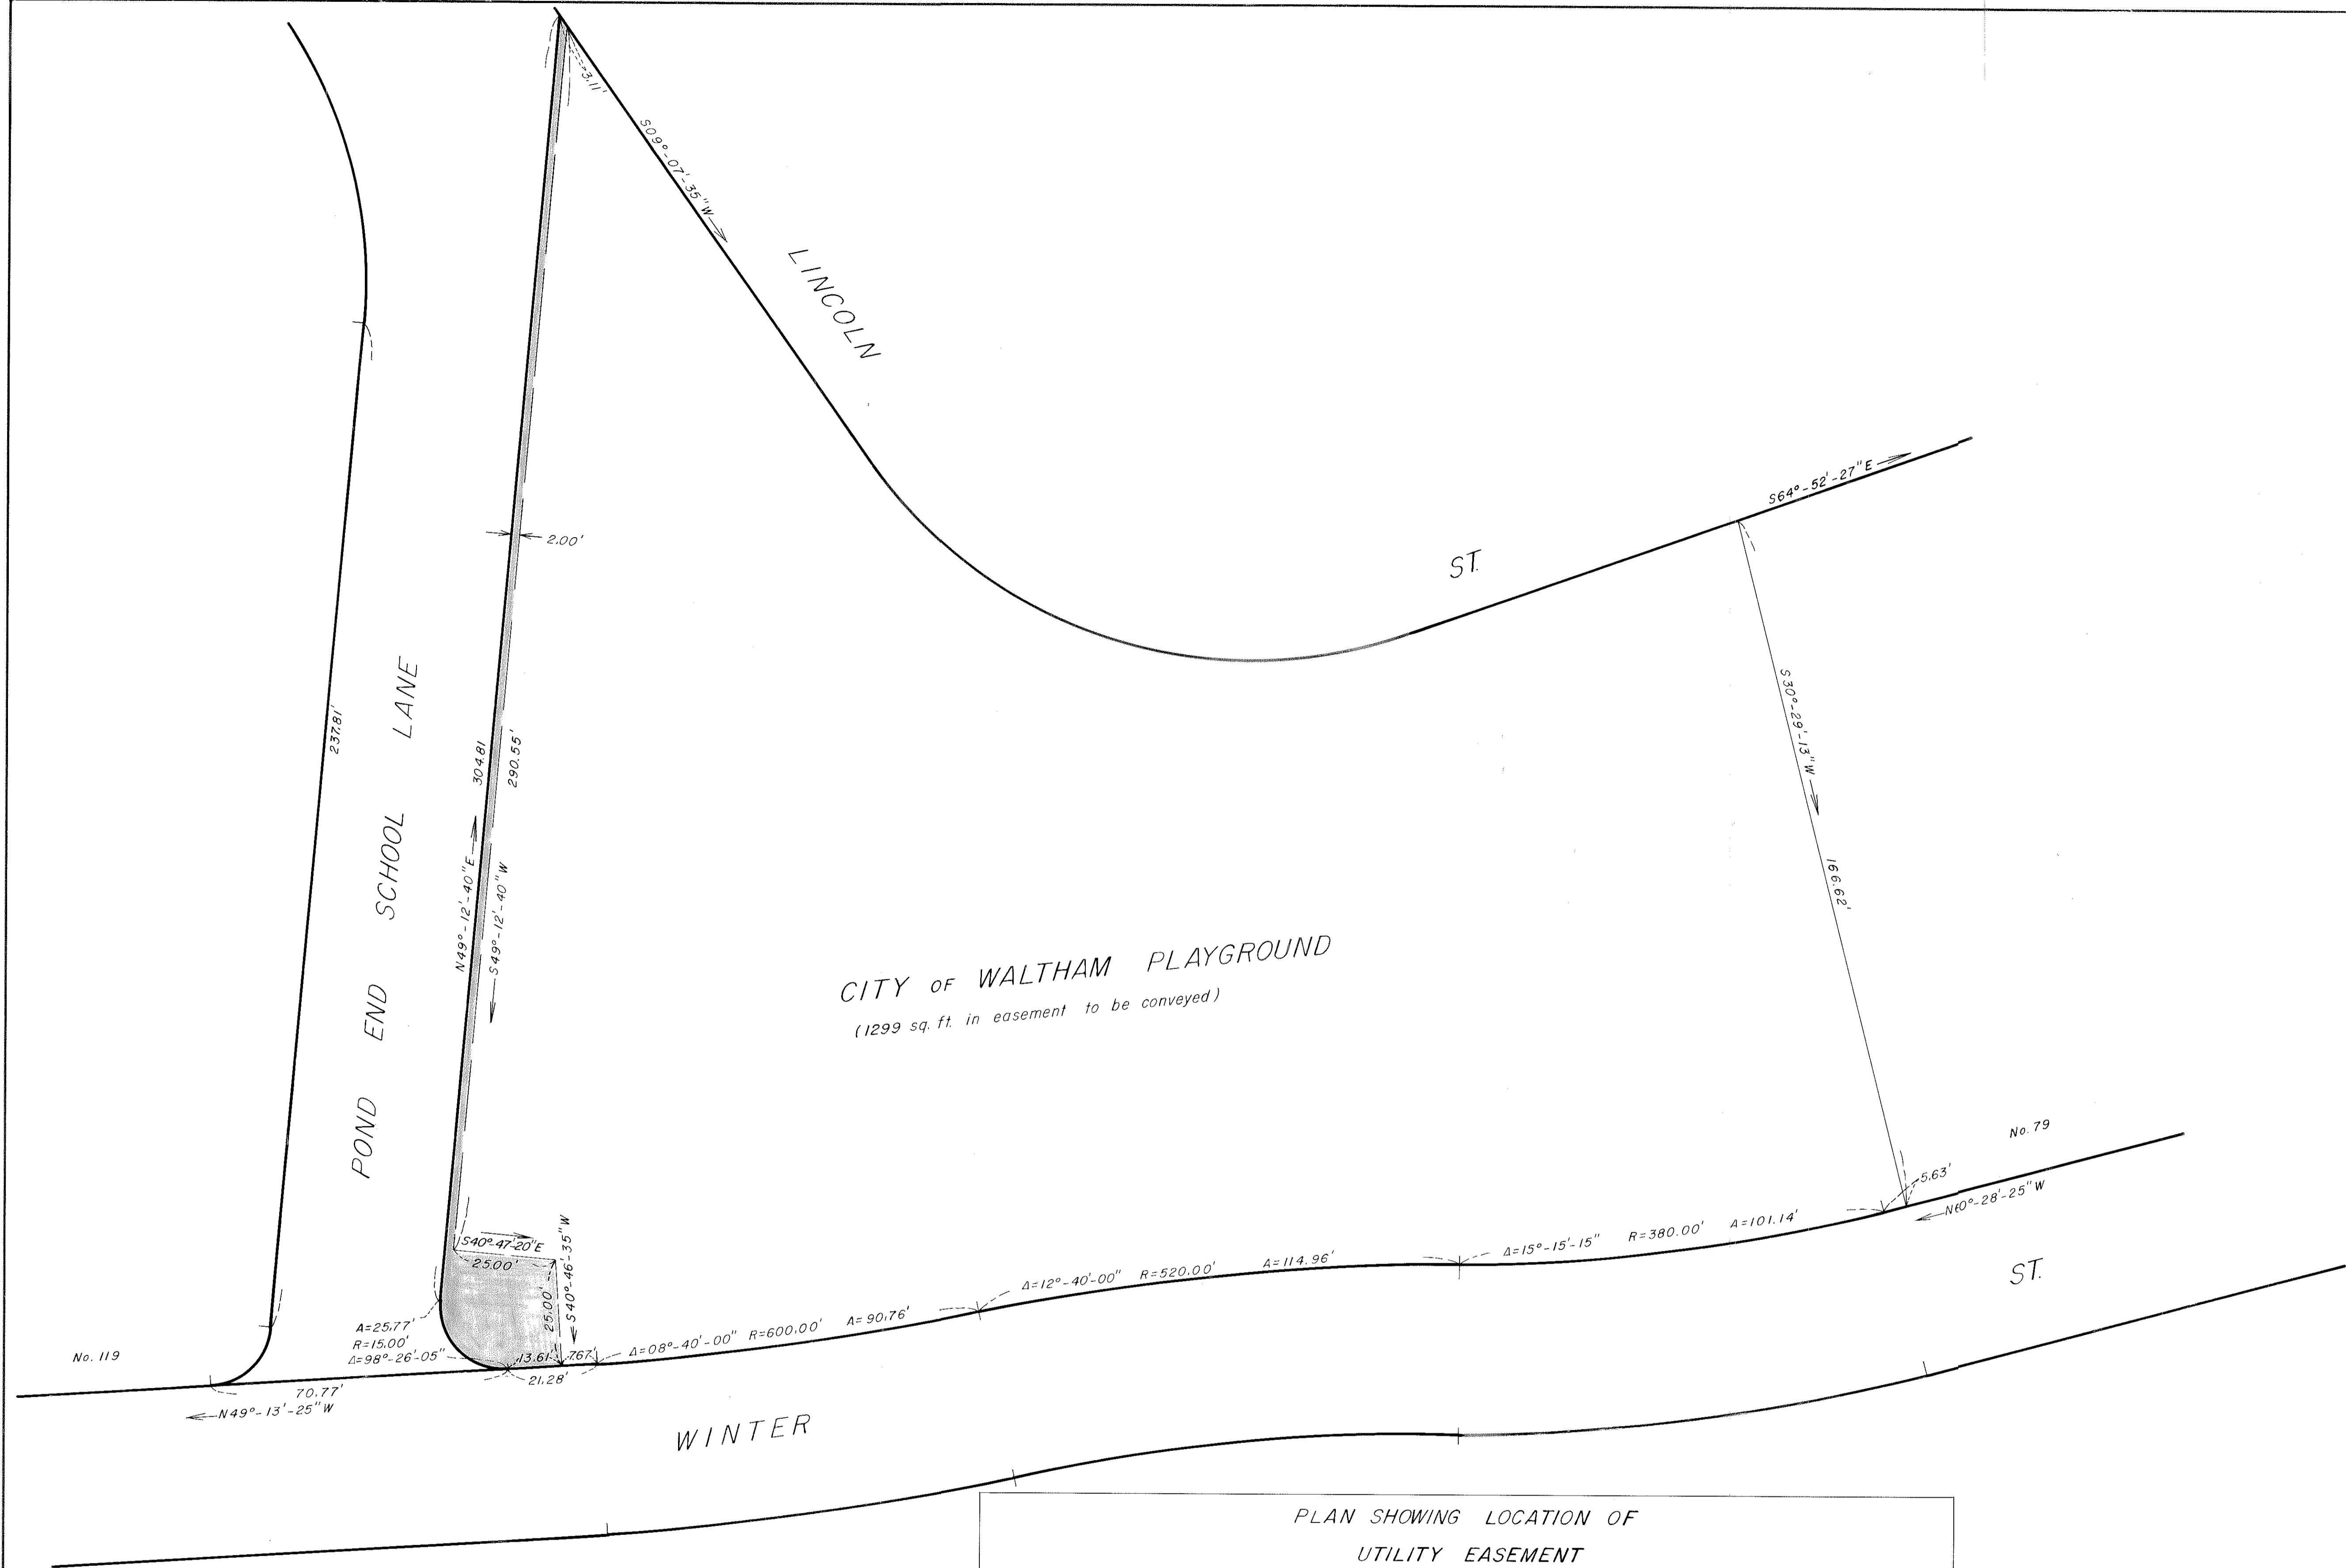 3.11'
S09°-07'-35"W
LINCOLN
ST.
S64°-52'-27"E
2.00'
237.81'
POND END SCHOOL LANE
N49°-12'-40"E 304.81
S49°-12'-40"W 290.55'
S30°-29'-13"W 166.62'
CITY OF WALTHAM PLAYGROUND
(1299 sq. ft. in easement to be conveyed)
No. 79
5.63'
N60°-28'-25"W
S40°-47'-20"E
25.00'
25.00'
S40°-46'-35"W
A=25.77'
R=15.00'
Δ=98°-26'-05"
13.61'
7.67'
21.28'
Δ=08°-40'-00" R=600.00' A=90.76'
Δ=12°-40'-00" R=520.00' A=114.96'
Δ=15°-15'-15" R=380.00' A=101.14'
No. 119
70.77'
N49°-13'-25"W
WINTER
ST.
PLAN SHOWING LOCATION OF
UTILITY EASEMENT